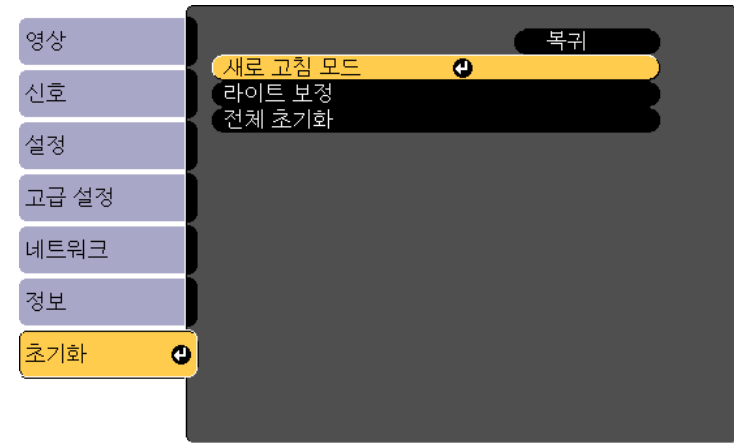 영상
신호
설정
고급 설정
네트워크
정보
초기화
복귀
새로 고침 모드
라이트 보정
전체 초기화